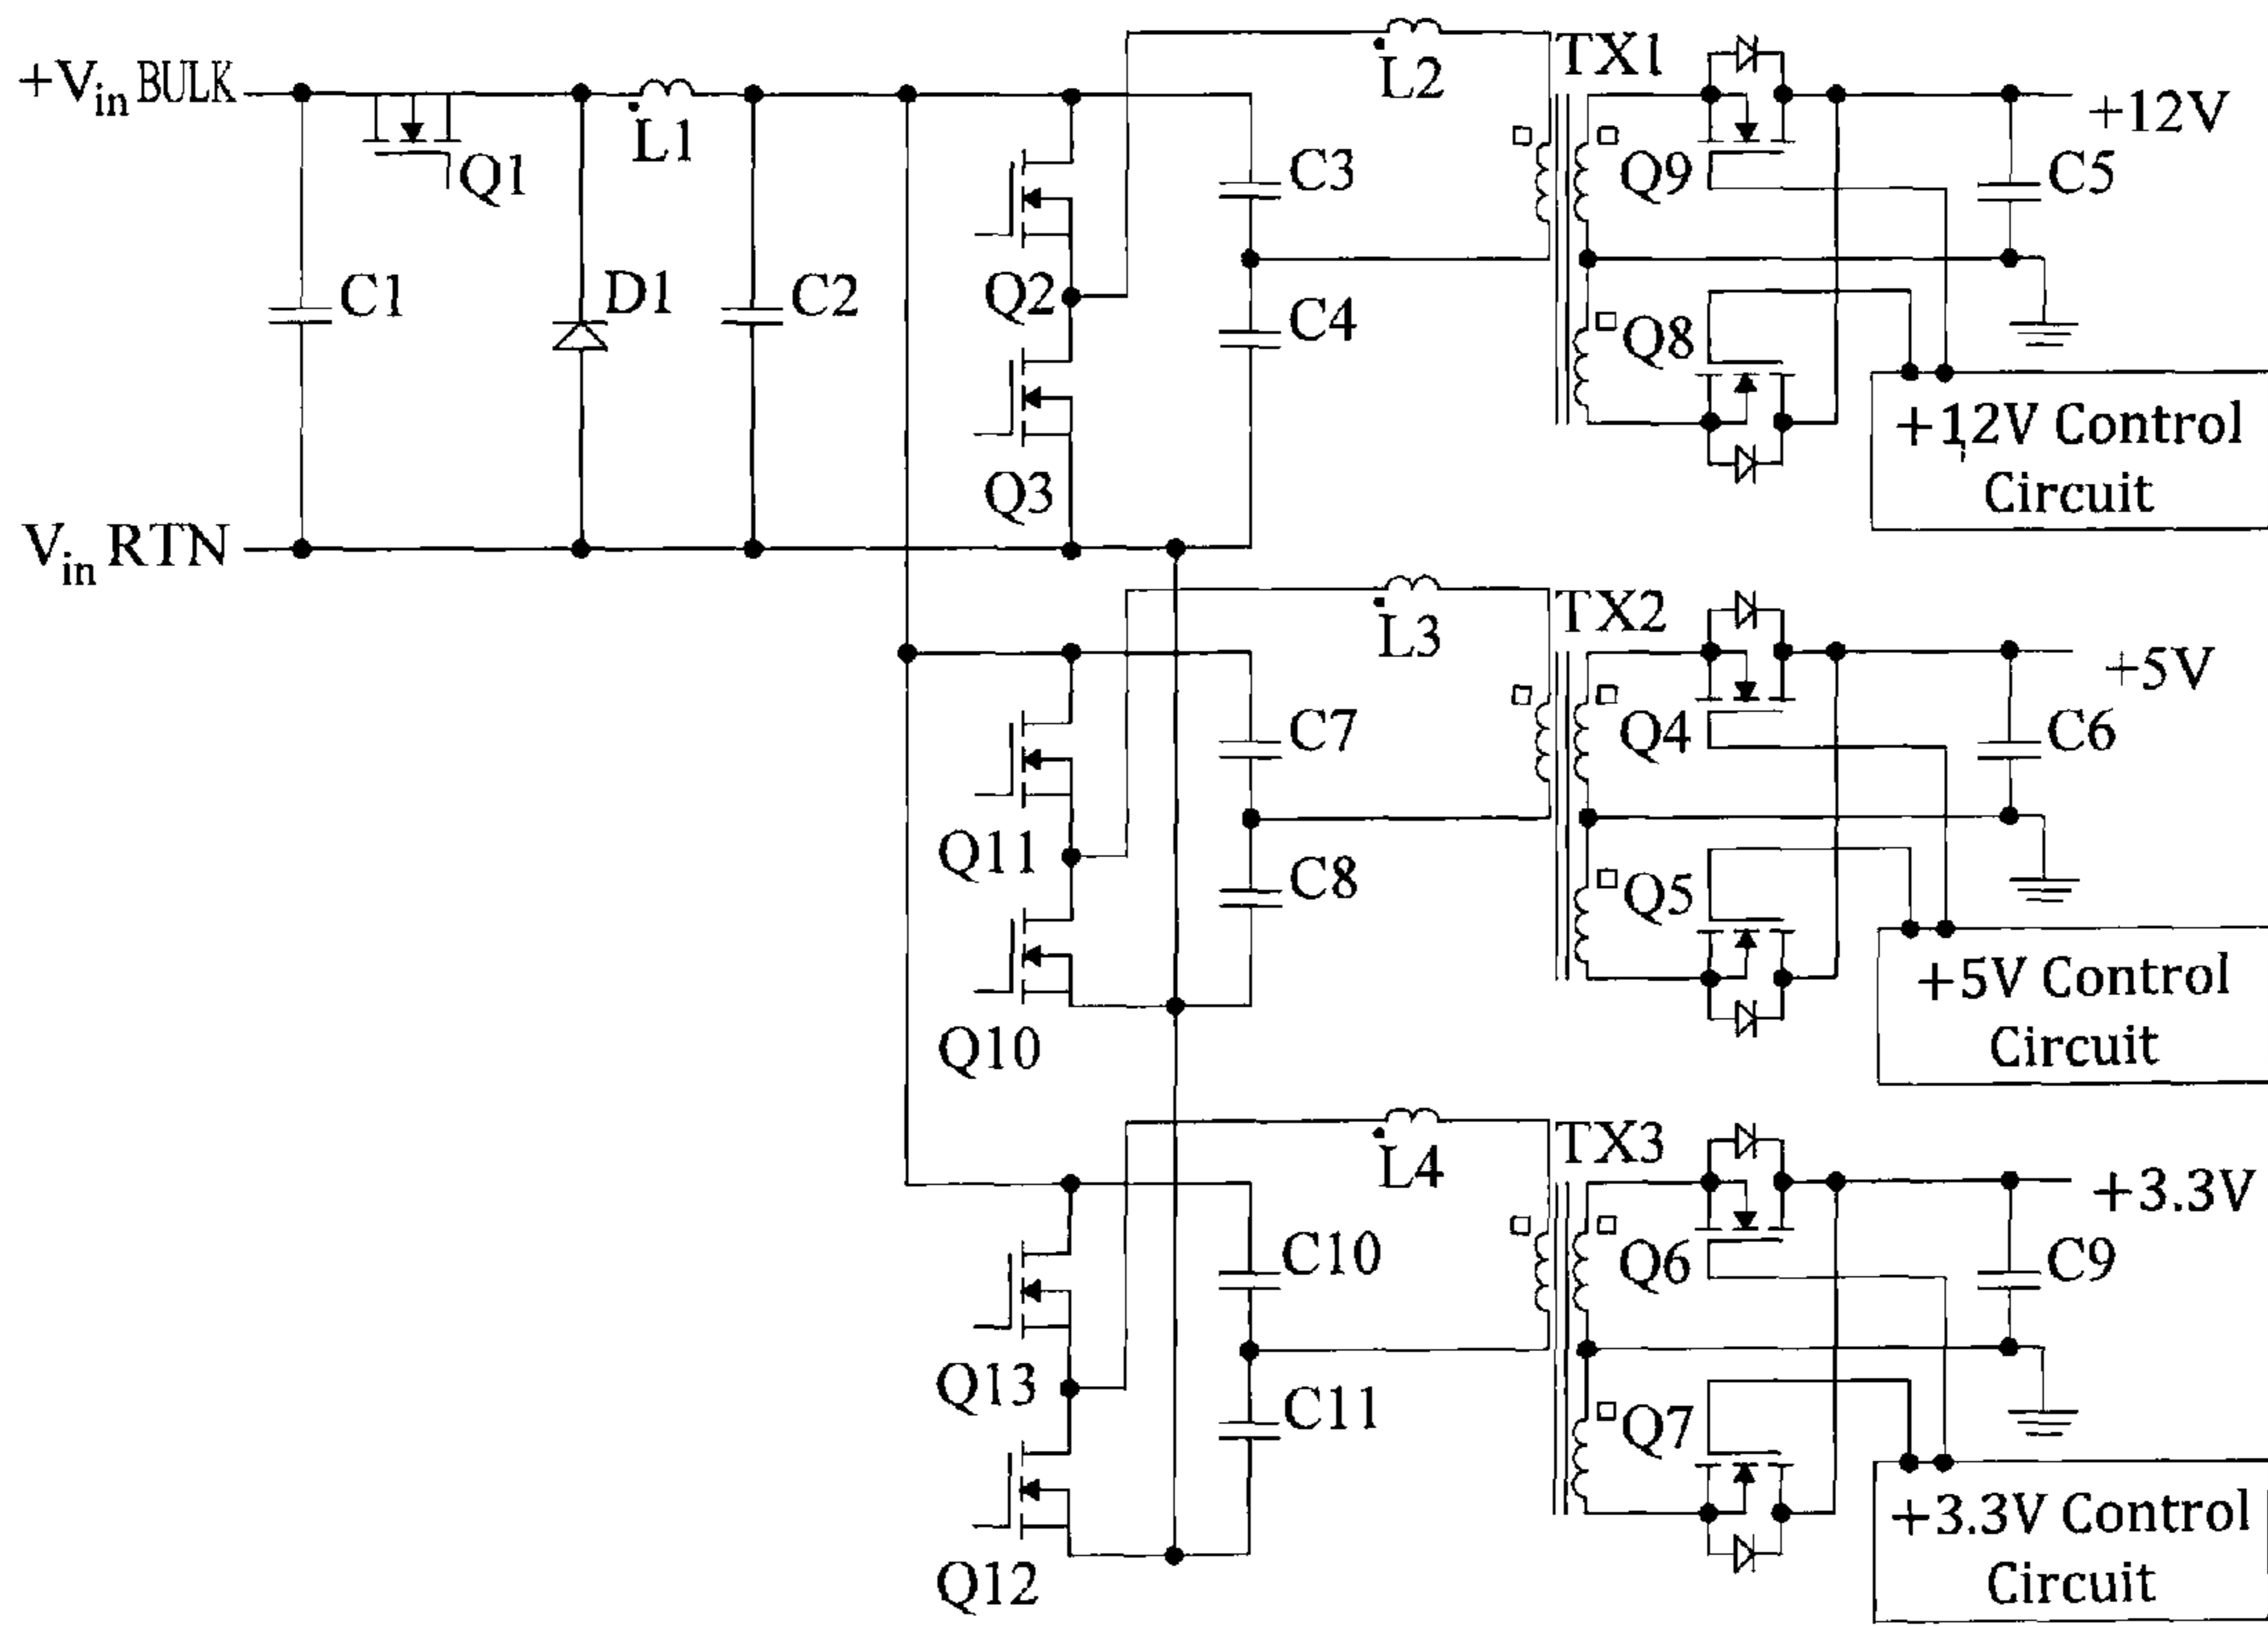 +Vin BULK
Q1
L1
C1
D1
C2
Vin RTN
Q2
Q3
C3
C4
L2
TX1
Q9
Q8
+12V
C5
+12V Control
Circuit
Q11
Q10
C7
C8
L3
TX2
Q4
Q5
+5V
C6
+5V Control
Circuit
Q13
Q12
C10
C11
L4
TX3
Q6
Q7
+3.3V
C9
+3.3V Control
Circuit